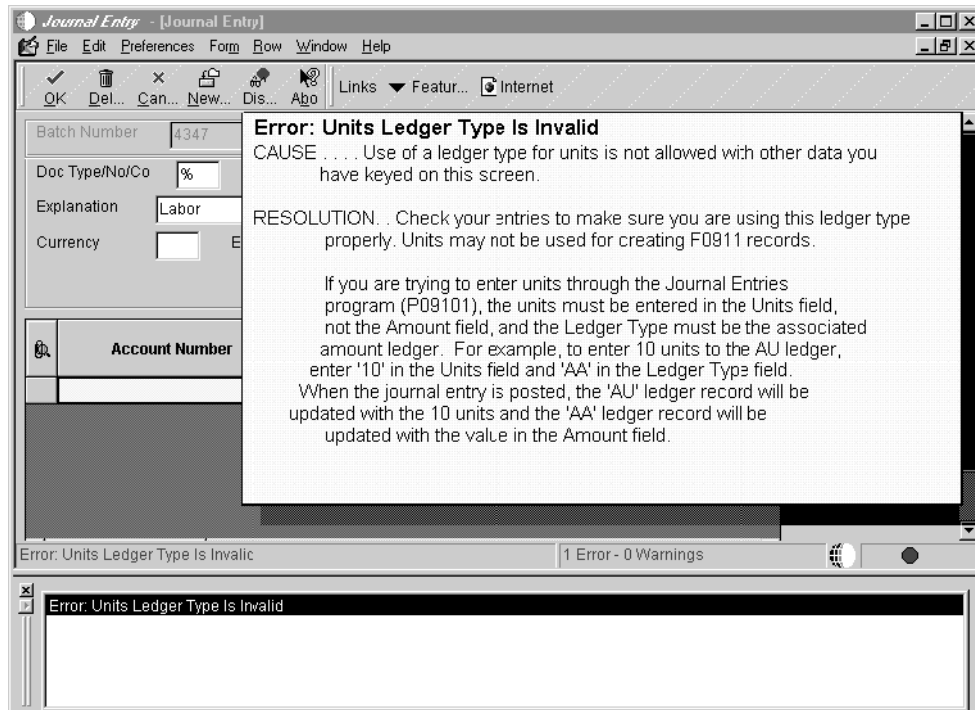 Journal Entry - [Journal Entry]
File Edit Preferences Form Row Window Help
OK Del... Can... New... Dis... Abo Links Featur... Internet
Batch Number 4347
Doc Type/No/Co %
Explanation Labor
Currency E
Account Number
Error: Units Ledger Type Is Invalid
CAUSE . . . . Use of a ledger type for units is not allowed with other data you
have keyed on this screen.
RESOLUTION. . Check your entries to make sure you are using this ledger type
properly. Units may not be used for creating F0911 records.
If you are trying to enter units through the Journal Entries
program (P09101), the units must be entered in the Units field,
not the Amount field, and the Ledger Type must be the associated
amount ledger. For example, to enter 10 units to the AU ledger,
enter '10' in the Units field and 'AA' in the Ledger Type field.
When the journal entry is posted, the 'AU' ledger record will be
updated with the 10 units and the 'AA' ledger record will be
updated with the value in the Amount field.
Error: Units Ledger Type Is Invalid 1 Error - 0 Warnings
Error: Units Ledger Type Is Invalid